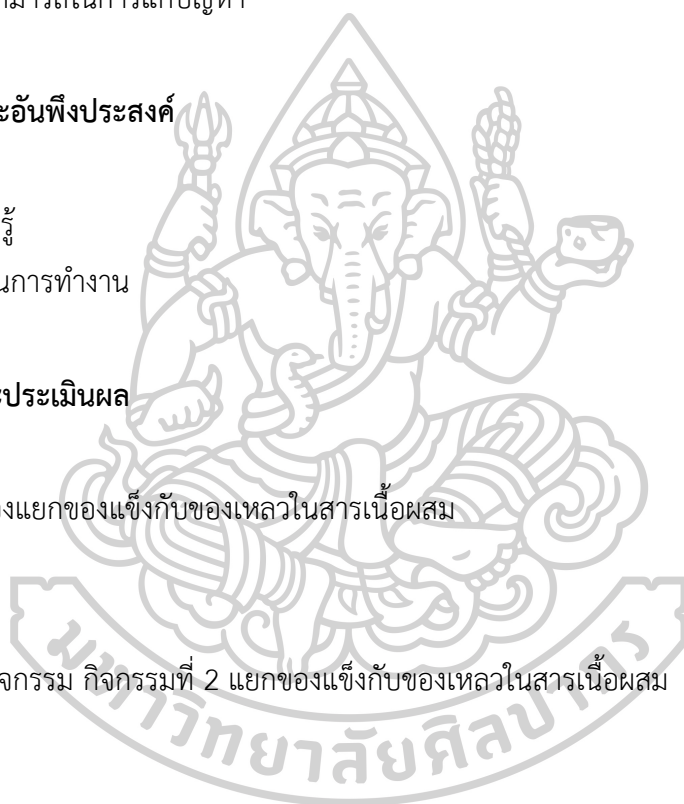 ในการแก้ปัญหา
ะอันพึงประสงค์
รู้
นการทำงาน
ะประเมินผล
องแยกของแข็งกับของเหลวในสารเนื้อผสม
จกรรม กิจกรรมที่ 2 แยกของแข็งกับของเหลวในสารเนื้อผสม
มหาวิทยาลัยศิลปากร